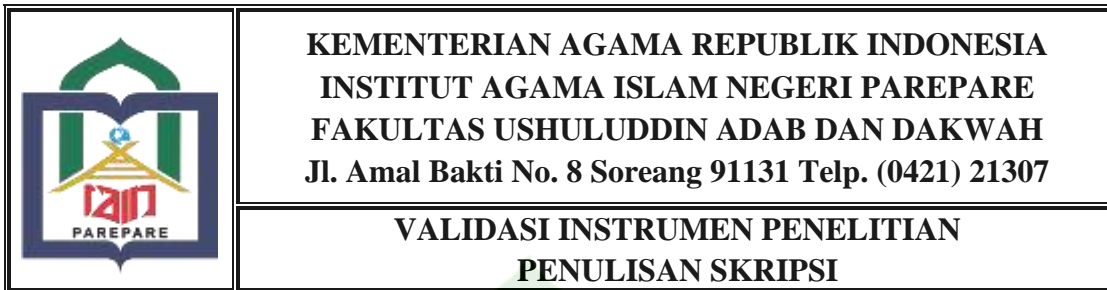 KEMENTERIAN AGAMA REPUBLIK INDONESIA
INSTITUT AGAMA ISLAM NEGERI PAREPARE
FAKULTAS USHULUDDIN ADAB DAN DAKWAH
Jl. Amal Bakti No. 8 Soreang 91131 Telp. (0421) 21307
iain
PAREPARE
VALIDASI INSTRUMEN PENELITIAN
PENULISAN SKRIPSI